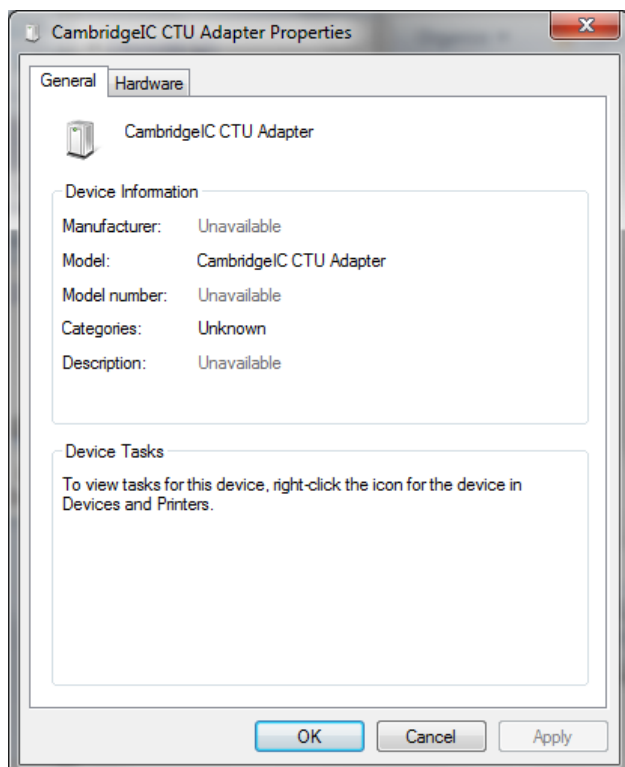 CambridgeIC CTU Adapter Properties
General Hardware
CambridgeIC CTU Adapter
Device Information
Manufacturer: Unavailable
Model: CambridgeIC CTU Adapter
Model number: Unavailable
Categories: Unknown
Description: Unavailable
Device Tasks
To view tasks for this device, right-click the icon for the device in
Devices and Printers.
OK Cancel Apply